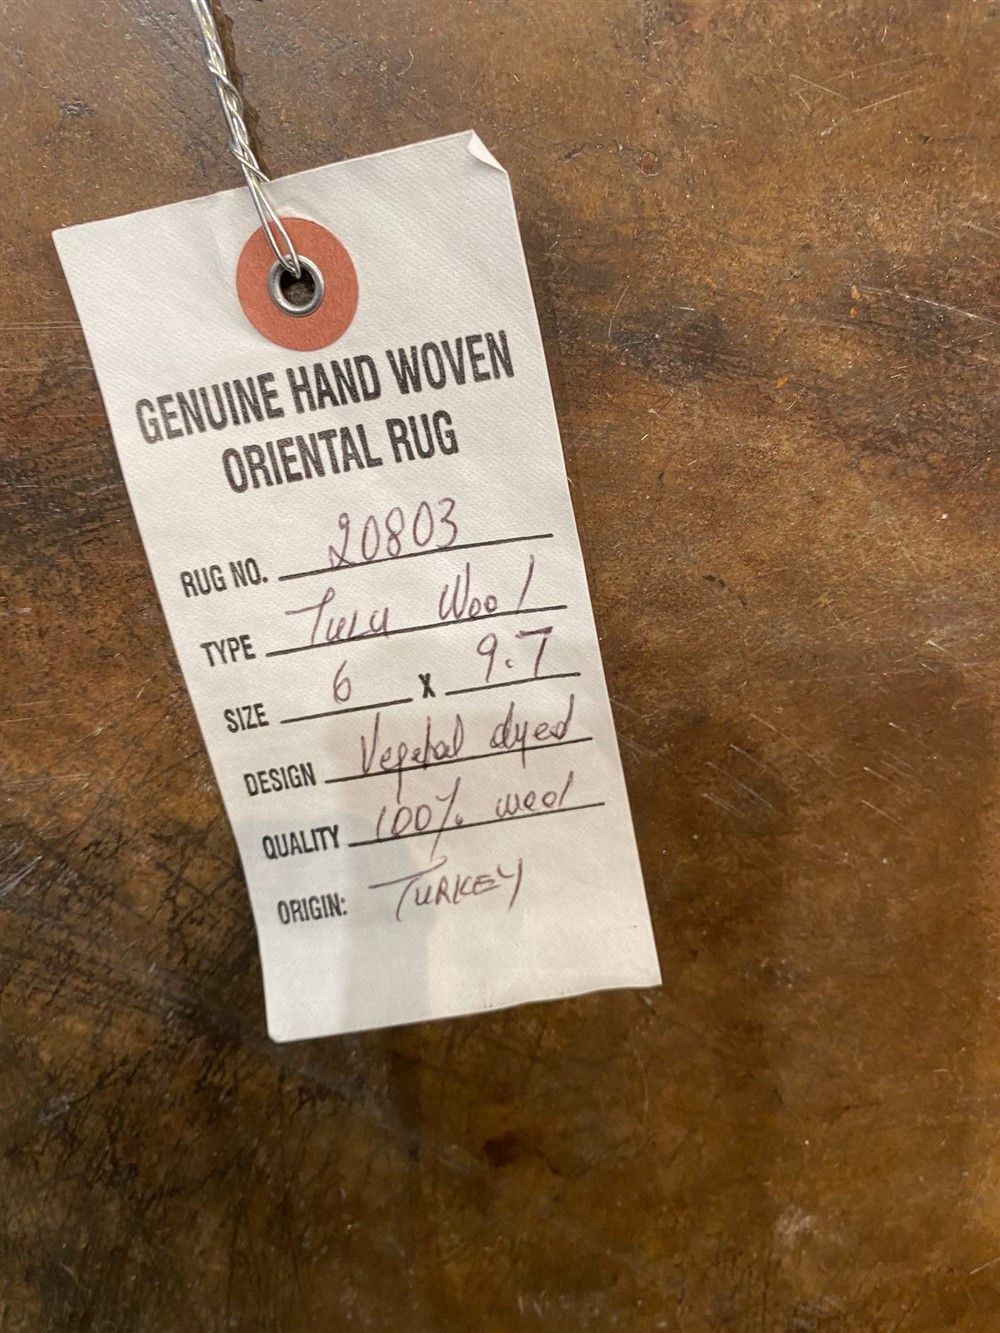 GENUINE HAND WOVEN
ORIENTAL RUG
RUG NO. 20803
TYPE Tulu Wool
SIZE 6 X 9.7
DESIGN Vegetal dyed
QUALITY 100% wool
ORIGIN: TURKEY